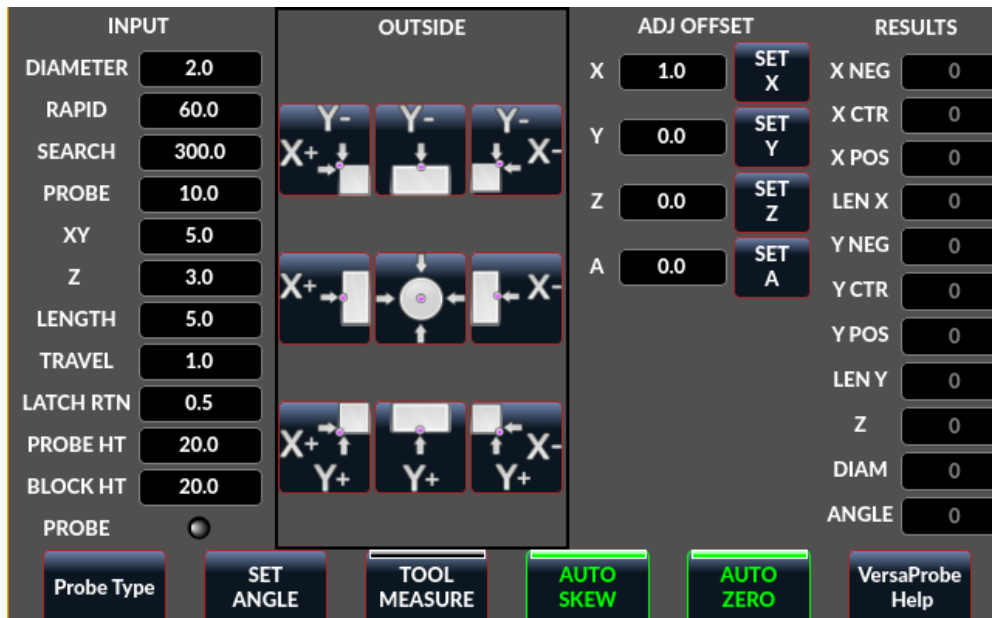 INPUT
DIAMETER 2.0
RAPID 60.0
SEARCH 300.0
PROBE 10.0
XY 5.0
Z 3.0
LENGTH 5.0
TRAVEL 1.0
LATCH RTN 0.5
PROBE HT 20.0
BLOCK HT 20.0
PROBE
OUTSIDE
Y- Y- Y-
X+ X-
X+ X-
X+ X-
Y+ Y+ Y+
ADJ OFFSET
X 1.0 SET
X
Y 0.0 SET
Y
Z 0.0 SET
Z
A 0.0 SET
A
RESULTS
X NEG 0
X CTR 0
X POS 0
LEN X 0
Y NEG 0
Y CTR 0
Y POS 0
LEN Y 0
Z 0
DIAM 0
ANGLE 0
Probe Type
SET
ANGLE
TOOL
MEASURE
AUTO
SKEW
AUTO
ZERO
VersaProbe
Help